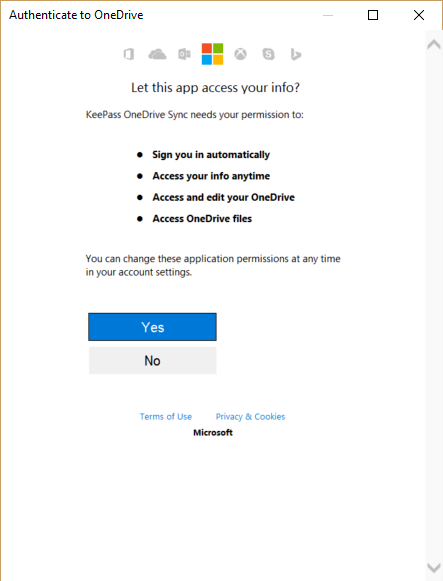 Authenticate to OneDrive
Let this app access your info?
KeePass OneDrive Sync needs your permission to:
● Sign you in automatically
● Access your info anytime
● Access and edit your OneDrive
● Access OneDrive files
You can change these application permissions at any time
in your account settings.
Yes
No
Terms of Use Privacy & Cookies
Microsoft